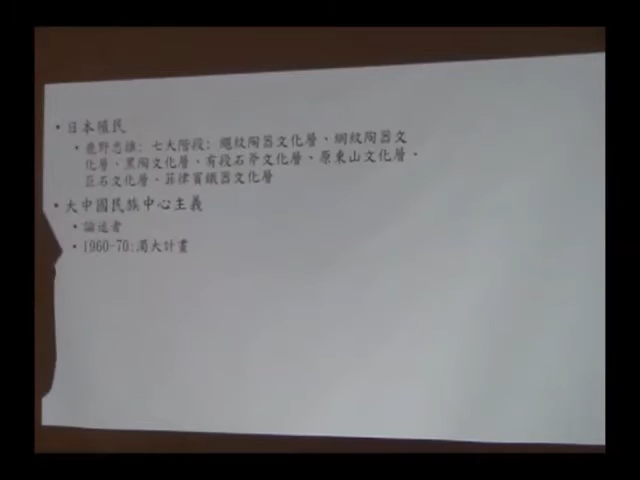 • 日本殖民
• 鹿野忠雄: 七大階段: 繩紋陶器文化層、網紋陶器文
化層、黑陶文化層、有段石斧文化層、原東山文化層、
巨石文化層、菲律賓鐵器文化層
• 大中國民族中心主義
• 論述者
• 1960-70:濁大計畫